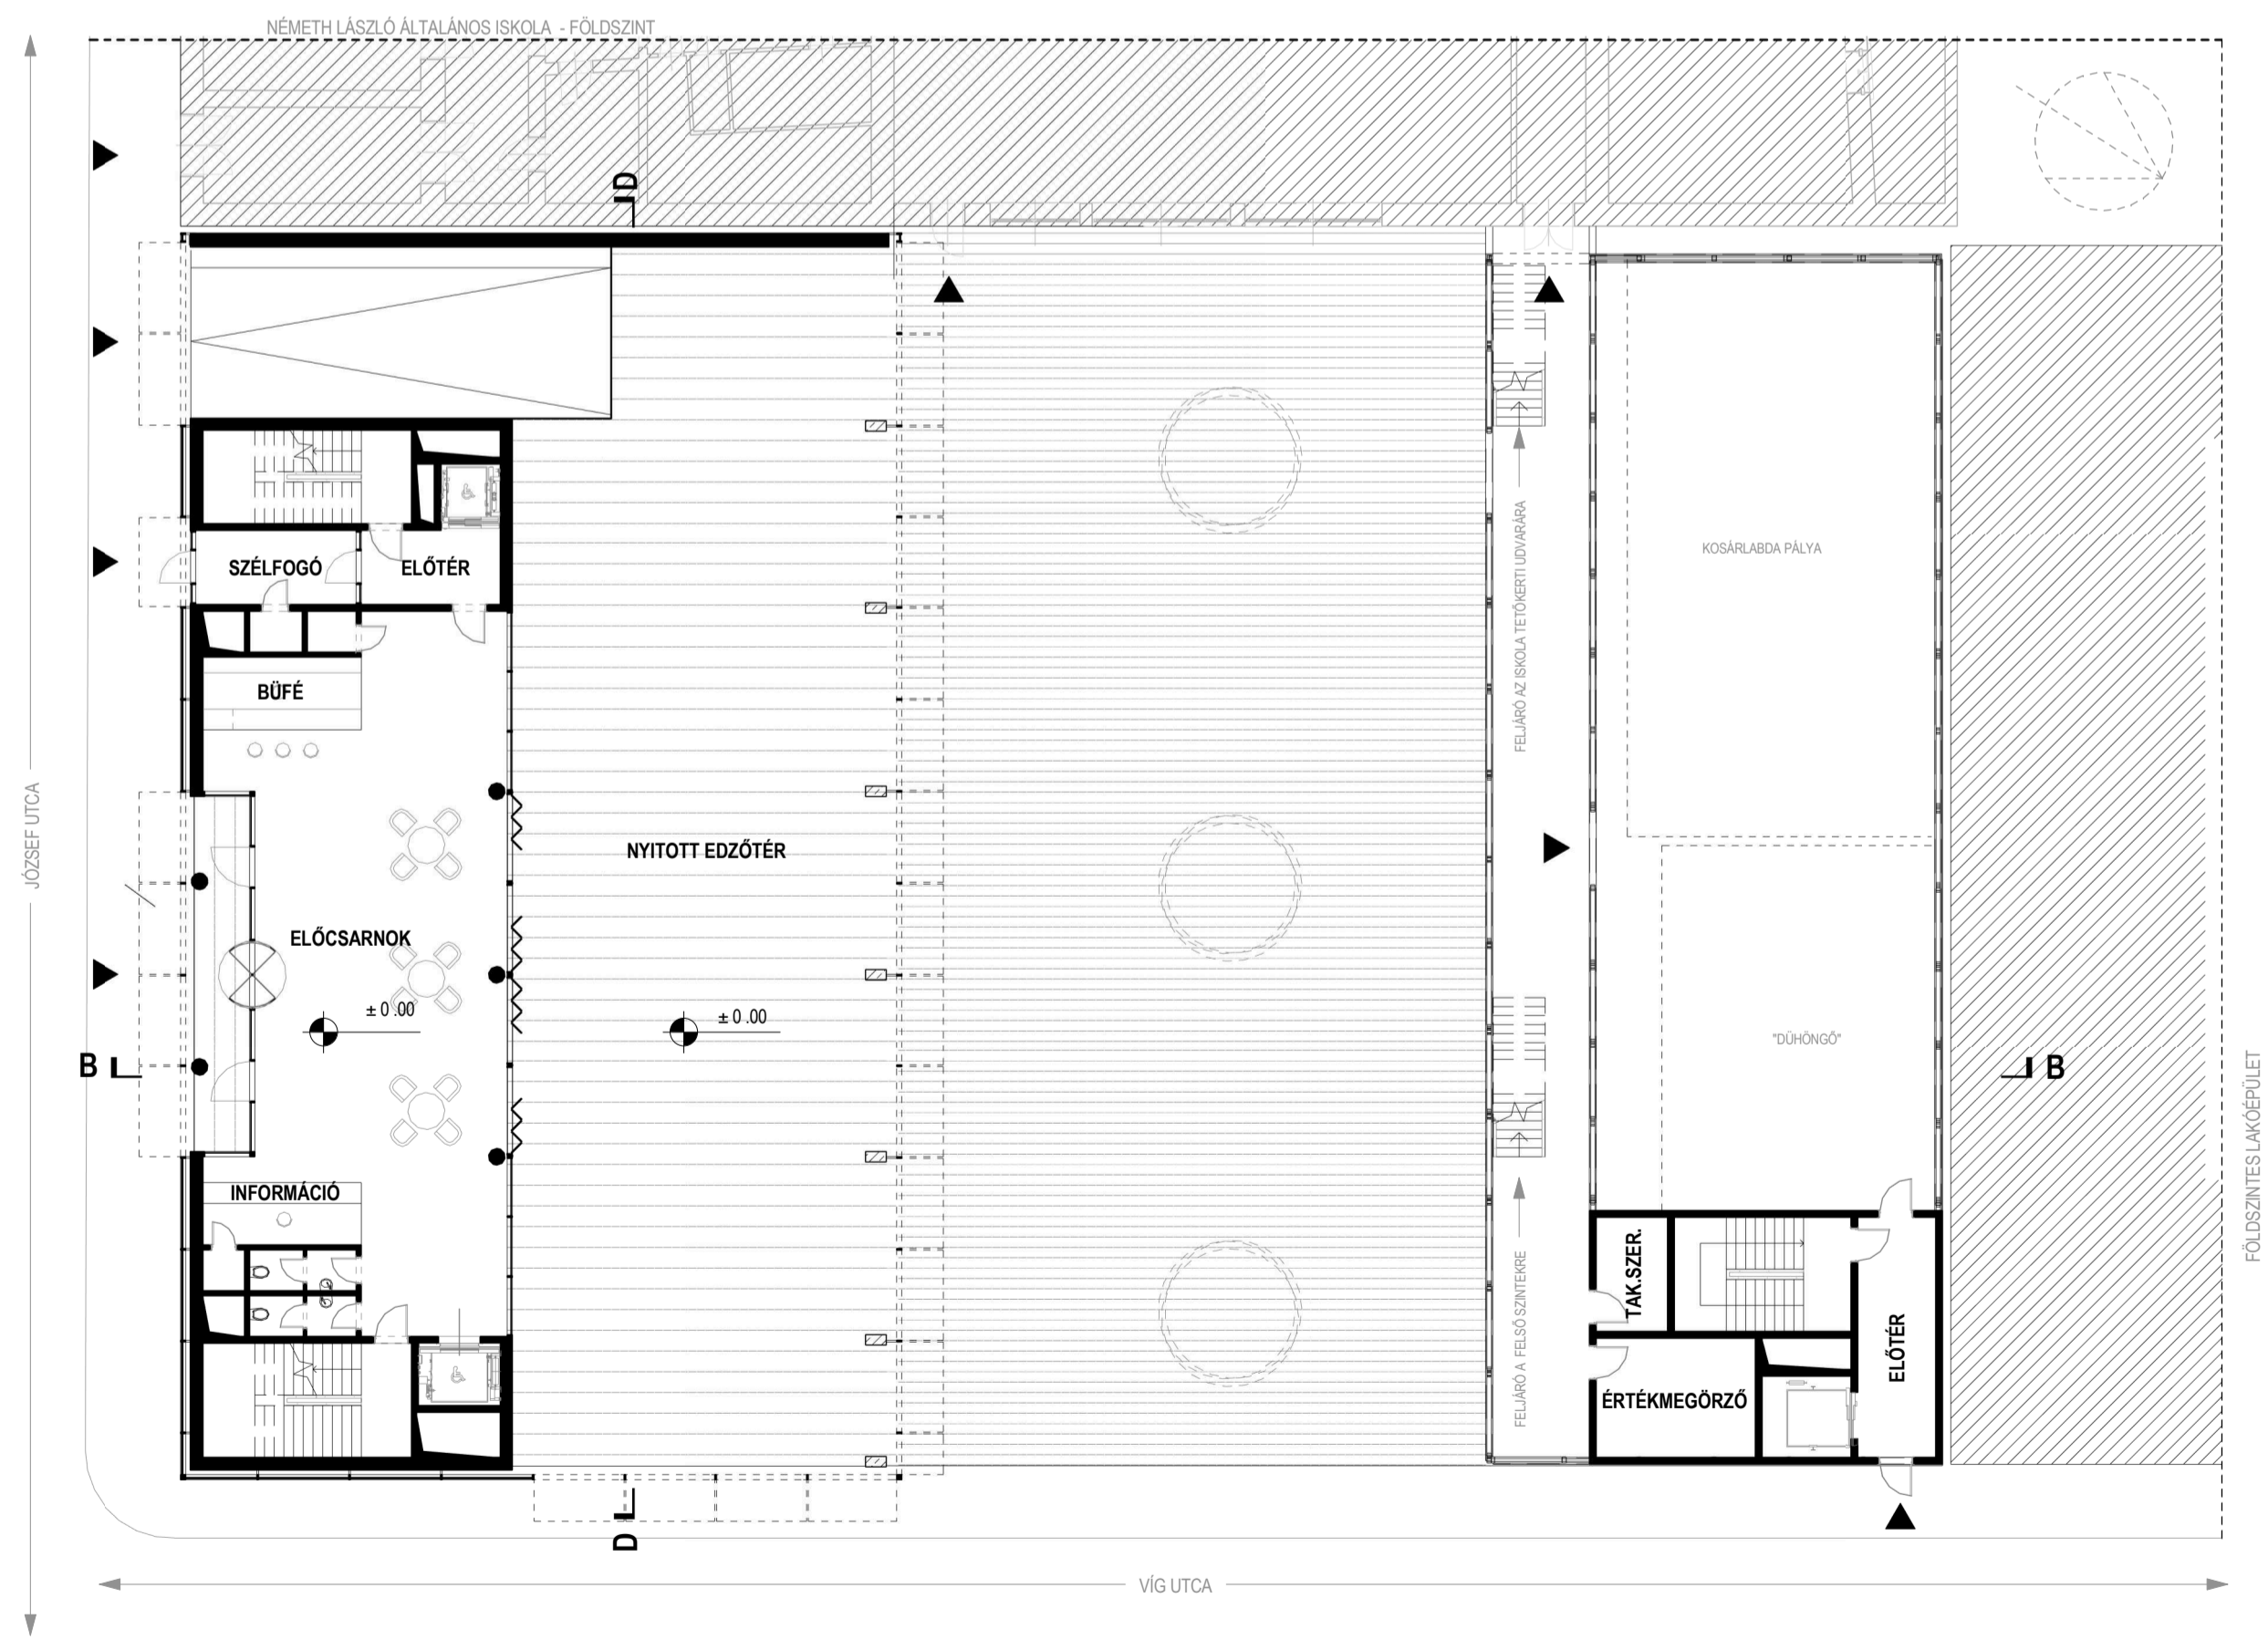 NÉMETH LÁSZLÓ ÁLTALÁNOS ISKOLA - FÖLDSZINT
D
SZÉLFOGÓ
ELŐTÉR
BÜFÉ
JÓZSEF UTCA
FELJÁRÓ AZ ISKOLA TETŐKERTI UDVARÁRA
KOSÁRLABDA PÁLYA
NYITOTT EDZŐTÉR
ELŐCSARNOK
± 0 .00
± 0 .00
"DÜHÖNGŐ"
B
B
FÖLDSZINTES LAKÓÉPÜLET
INFORMÁCIÓ
FELJÁRÓ A FELSŐ SZINTEKRE
TAK.SZER.
ELŐTÉR
ÉRTÉKMEGÖRZŐ
D
VÍG UTCA